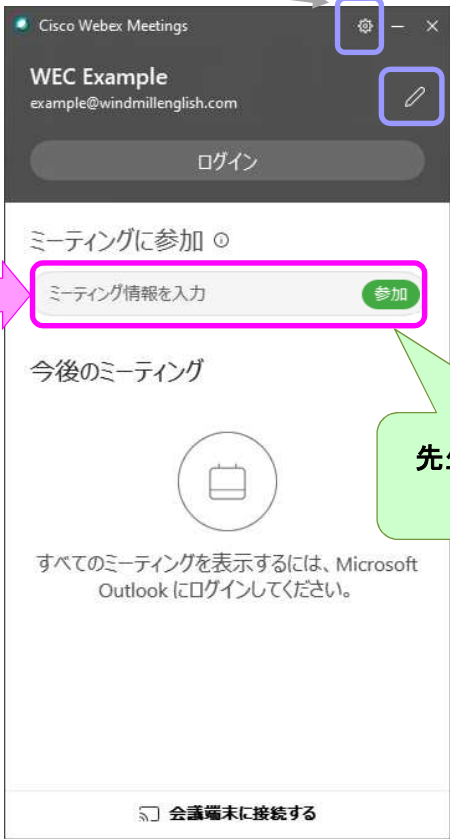 Cisco Webex Meetings
WEC Example
example@windmillenglish.com
ログイン
ミーティングに参加
ミーティング情報を入力
参加
今後のミーティング
先
すべてのミーティングを表示するには、Microsoft
Outlook にログインしてください。
会議端末に接続する